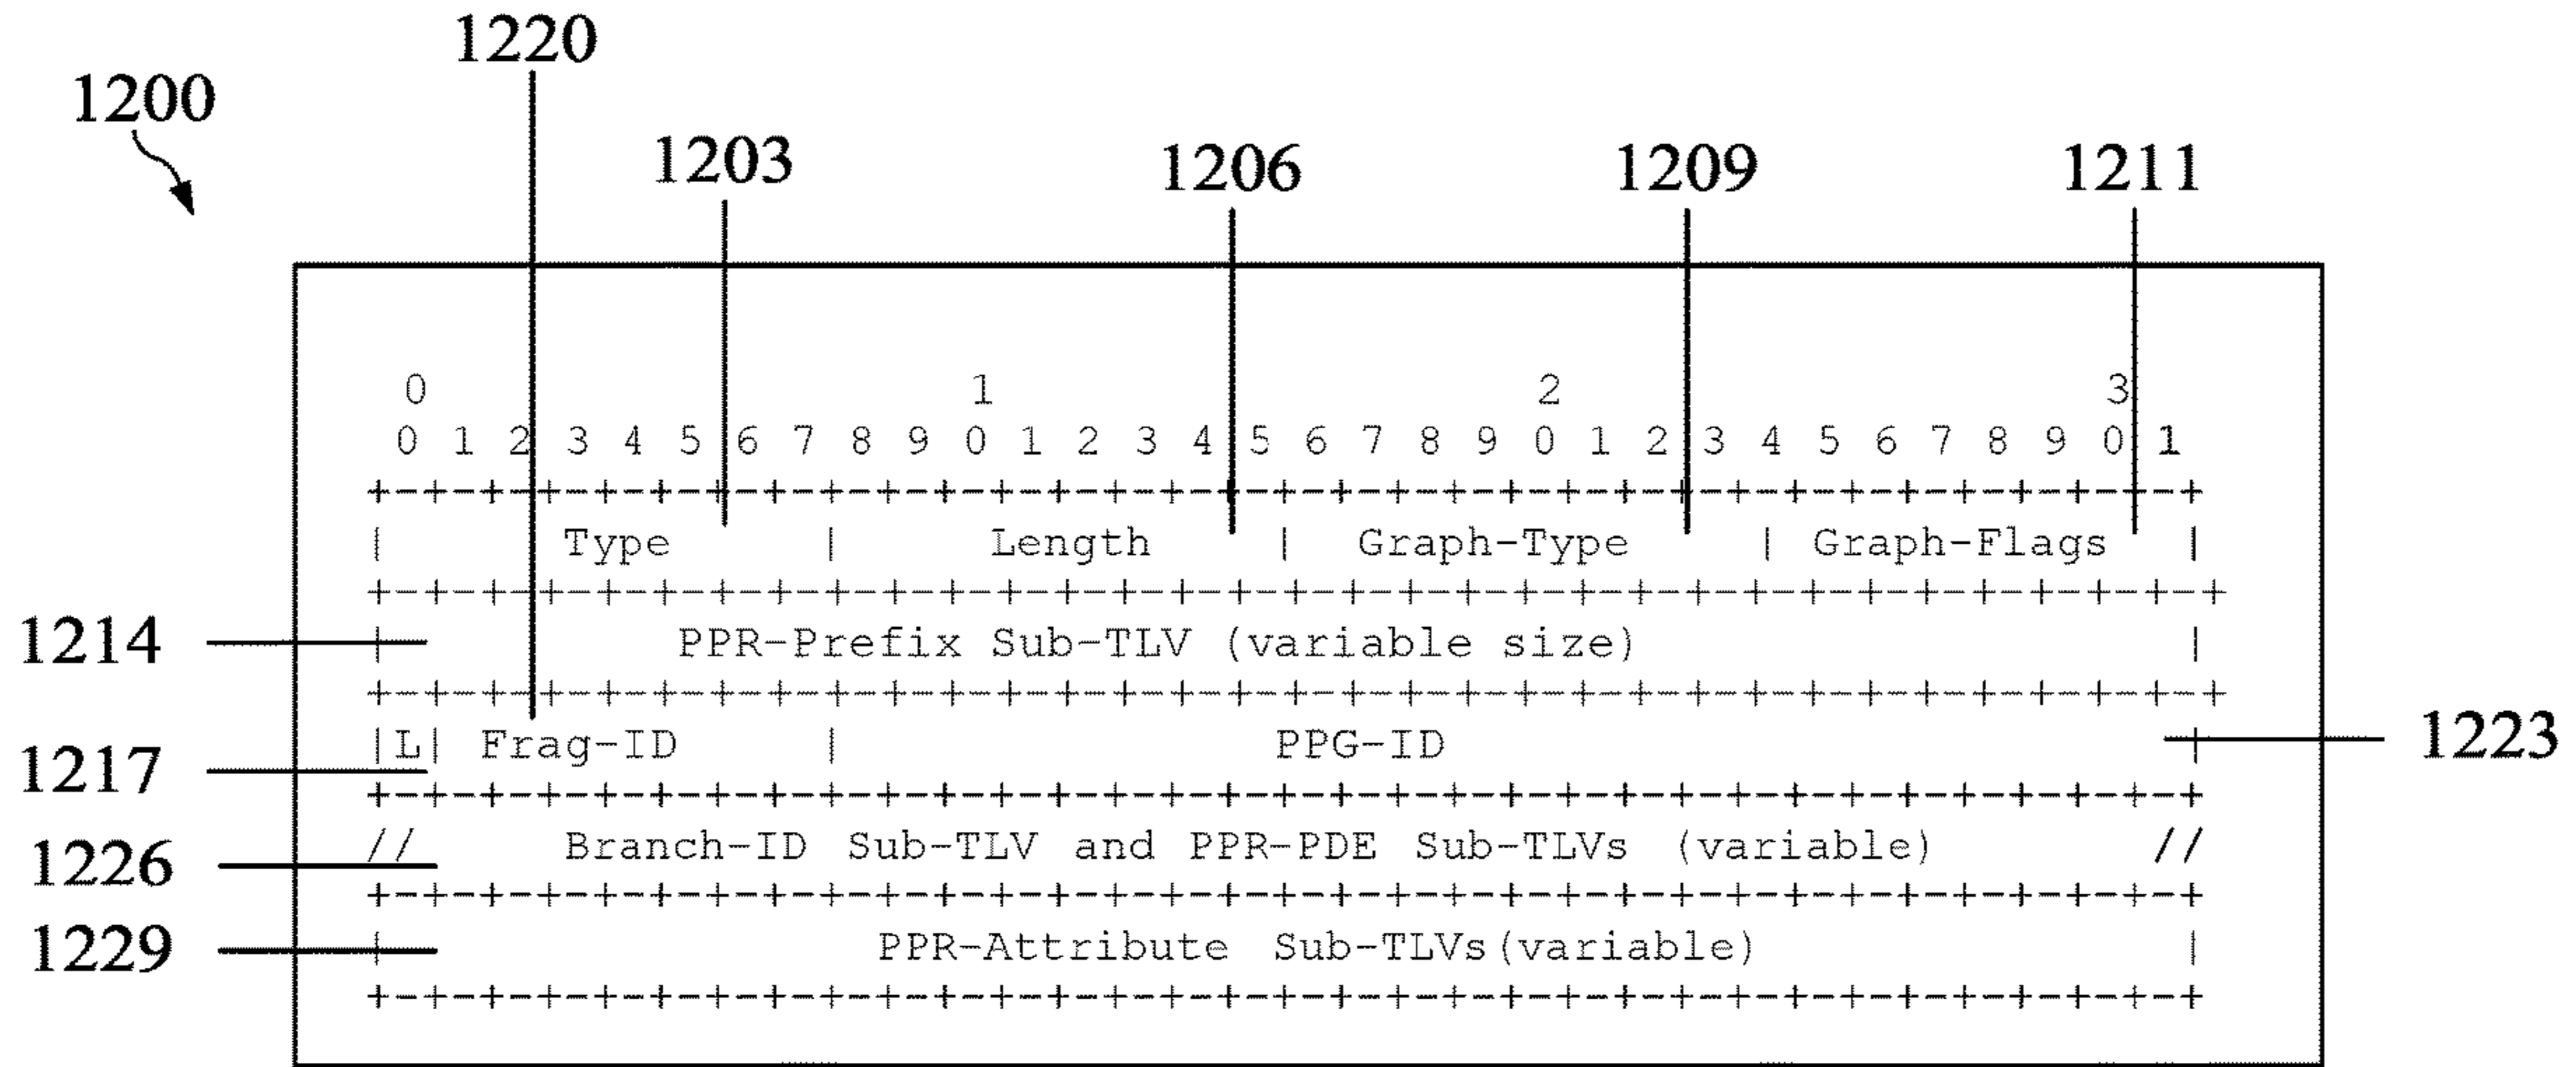 1220
1200
1203 1206 1209 1211
0 1 2 3
0 1 2 3 4 5 6 7 8 9 0 1 2 3 4 5 6 7 8 9 0 1 2 3 4 5 6 7 8 9 0 1
+-+-+-+-+-+-+-+-+-+-+-+-+-+-+-+-+-+-+-+-+-+-+-+-+-+-+-+-+-+-+-+-+
| Type | Length | Graph-Type | Graph-Flags |
+-+-+-+-+-+-+-+-+-+-+-+-+-+-+-+-+-+-+-+-+-+-+-+-+-+-+-+-+-+-+-+-+
1214 | PPR-Prefix Sub-TLV (variable size) |
+-+-+-+-+-+-+-+-+-+-+-+-+-+-+-+-+-+-+-+-+-+-+-+-+-+-+-+-+-+-+-+-+
1217 |L| Frag-ID | PPG-ID | 1223
+-+-+-+-+-+-+-+-+-+-+-+-+-+-+-+-+-+-+-+-+-+-+-+-+-+-+-+-+-+-+-+-+
1226 // Branch-ID Sub-TLV and PPR-PDE Sub-TLVs (variable) //
+-+-+-+-+-+-+-+-+-+-+-+-+-+-+-+-+-+-+-+-+-+-+-+-+-+-+-+-+-+-+-+-+
1229 | PPR-Attribute Sub-TLVs(variable) |
+-+-+-+-+-+-+-+-+-+-+-+-+-+-+-+-+-+-+-+-+-+-+-+-+-+-+-+-+-+-+-+-+